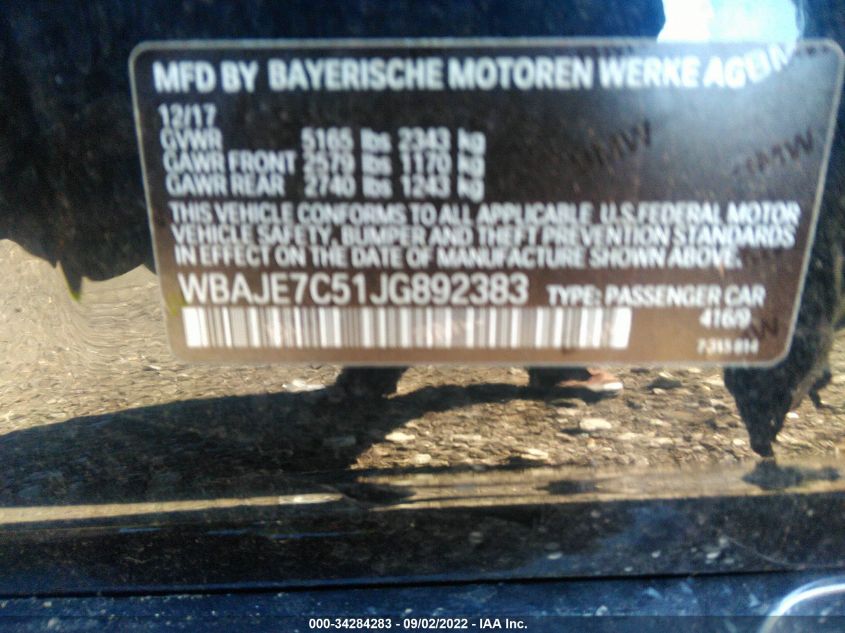 MFD BY BAYERISCHE MOTOREN WERKE AG
12/17
GVWR 5165 lbs 2343 kg
GAWR FRONT 2579 lbs 1170 kg
GAWR REAR 2740 lbs 1243 kg
THIS VEHICLE CONFORMS TO ALL APPLICABLE U.S. FEDERAL MOTOR
VEHICLE SAFETY, BUMPER AND THEFT PREVENTION STANDARDS
IN EFFECT ON THE DATE OF MANUFACTURE SHOWN ABOVE.
WBAJE7C51JG892383 TYPE: PASSENGER CAR
416/9
000-34284283 - 09/02/2022 - IAA Inc.